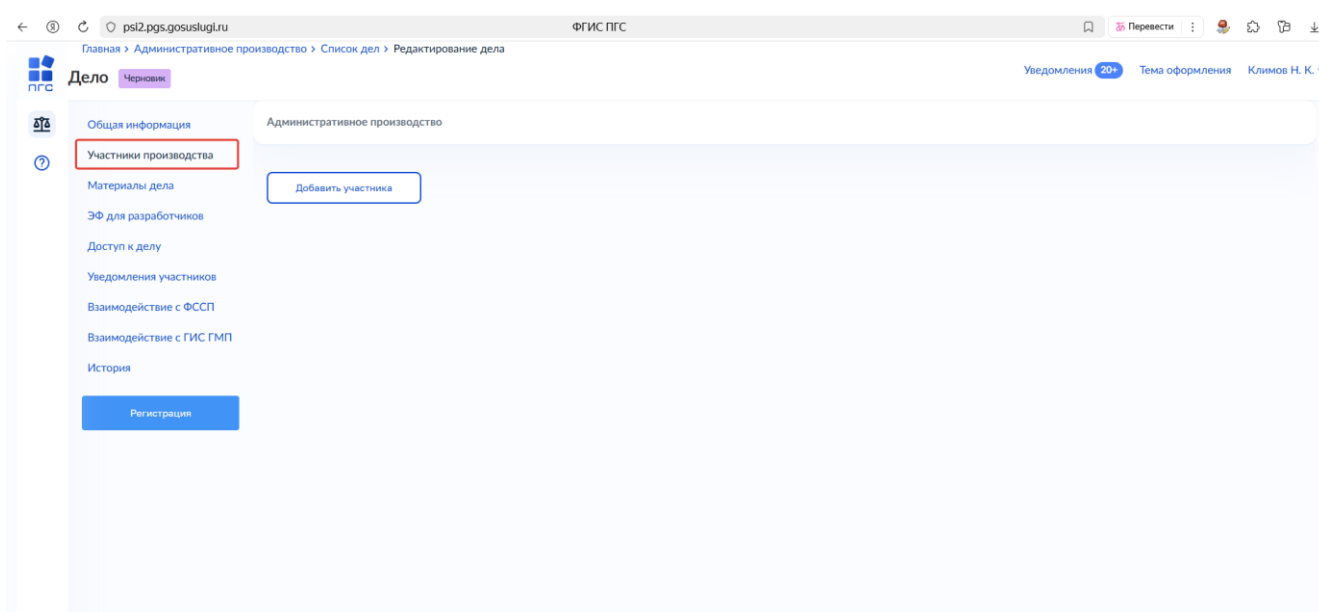 psi2.pgs.gosuslugi.ru ФГИС ПГС Перевести
Главная › Административное производство › Список дел › Редактирование дела
ПГС Дело Черновик Уведомления 20+ Тема оформления Климов Н. К.
Общая информация
Административное производство
Участники производства
Материалы дела
Добавить участника
ЭФ для разработчиков
Доступ к делу
Уведомления участников
Взаимодействие с ФССП
Взаимодействие с ГИС ГМП
История
Регистрация